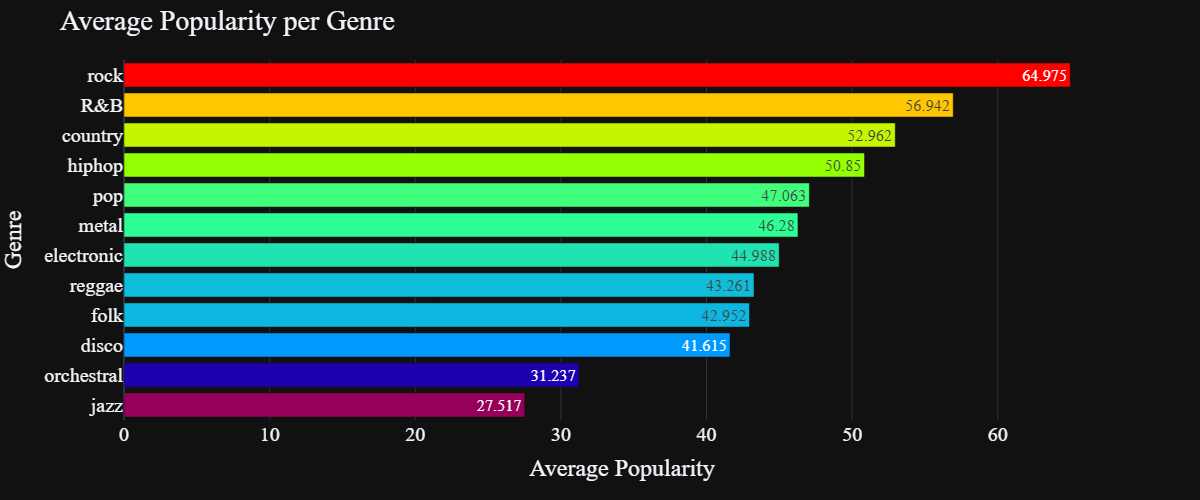 Average Popularity per Genre
Genre
rock 64.975
R&B 56.942
country 52.962
hiphop 50.85
pop 47.063
metal 46.28
electronic 44.988
reggae 43.261
folk 42.952
disco 41.615
orchestral 31.237
jazz 27.517
0 10 20 30 40 50 60
Average Popularity